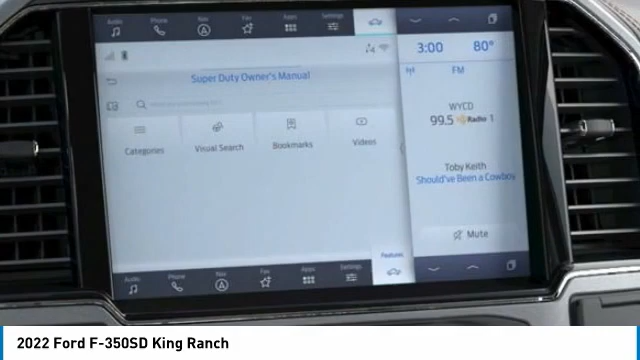 Audio Phone Nav Fav Apps Settings
3:00 80°
Super Duty Owner's Manual
FM
WYCD
99.5 Radio 1
Categories Visual Search Bookmarks Videos
Toby Keith
Should've Been a Cowboy
Mute
Features
Audio Phone Nav Fav Apps Settings
2022 Ford F-350SD King Ranch